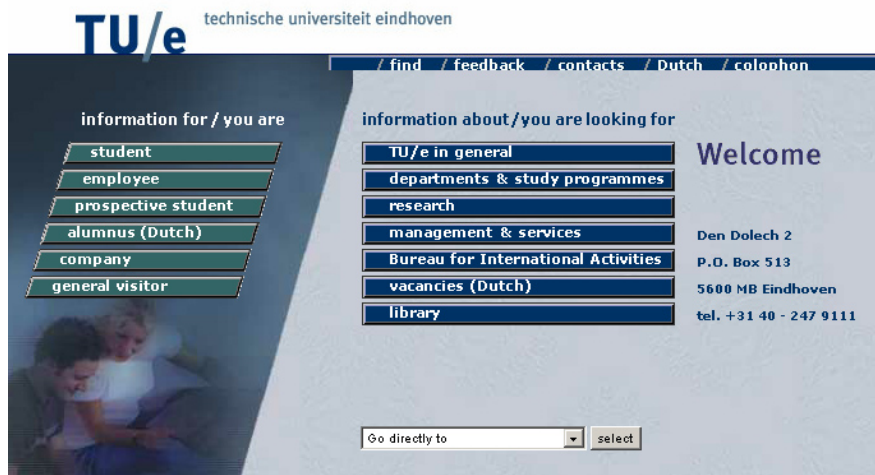 TU/e technische universiteit eindhoven
/ find / feedback / contacts / Dutch / colophon
information for / you are
student
employee
prospective student
alumnus (Dutch)
company
general visitor
information about/you are looking for
TU/e in general
departments & study programmes
research
management & services
Bureau for International Activities
vacancies (Dutch)
library
Welcome
Den Dolech 2
P.O. Box 513
5600 MB Eindhoven
tel. +31 40 - 247 9111
Go directly to
select